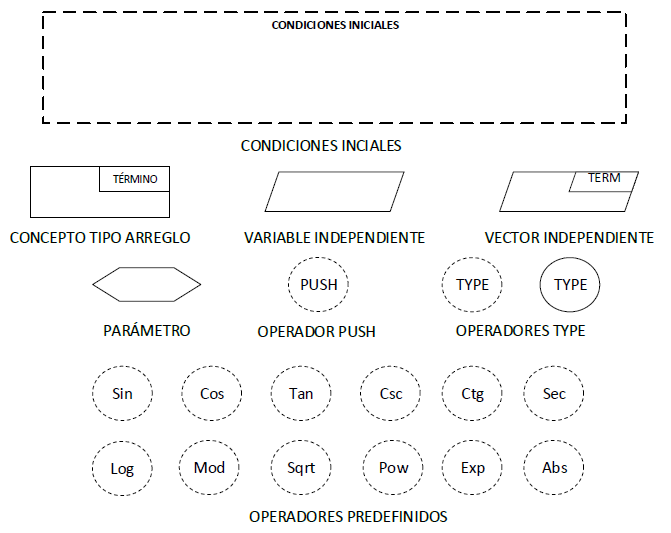 CONDICIONES INICIALES
CONDICIONES INCIALES
TÉRMINO
TERM
CONCEPTO TIPO ARREGLO
VARIABLE INDEPENDIENTE
VECTOR INDEPENDIENTE
PUSH
TYPE
TYPE
PARÁMETRO
OPERADOR PUSH
OPERADORES TYPE
Sin
Cos
Tan
Csc
Ctg
Sec
Log
Mod
Sqrt
Pow
Exp
Abs
OPERADORES PREDEFINIDOS